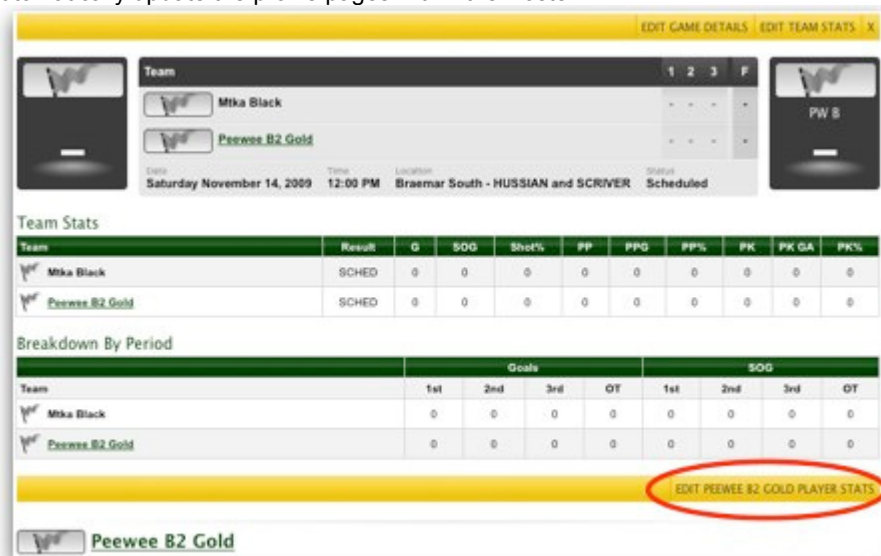 EDIT GAME DETAILS EDIT TEAM STATS X
Team 1 2 3 F
Mtka Black - - - -
PW B
Peewee B2 Gold - - - -
Date Time Location Status
Saturday November 14, 2009 12:00 PM Braemar South - HUSSIAN and SCRIVER Scheduled
Team Stats
Team Result G SOG Shot% PP PPG PP% PK PK GA PK%
Mtka Black SCHED 0 0 0 0 0 0 0 0 0
Peewee B2 Gold SCHED 0 0 0 0 0 0 0 0 0
Breakdown By Period
Goals SOG
Team 1st 2nd 3rd OT 1st 2nd 3rd OT
Mtka Black 0 0 0 0 0 0 0 0
Peewee B2 Gold 0 0 0 0 0 0 0 0
EDIT PEEWEE B2 GOLD PLAYER STATS
Peewee B2 Gold